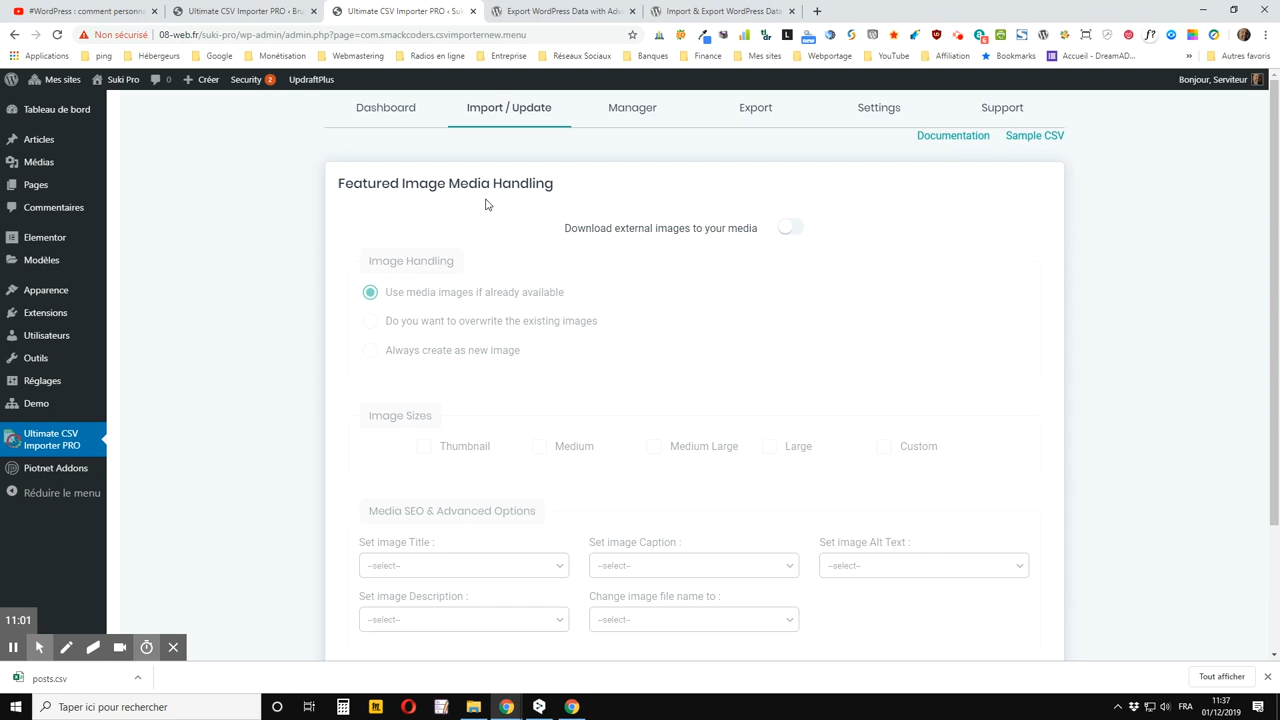 #WordPress : comment personna
Ultimate CSV Importer PRO ‹ Bru
Ultimate CSV Importer PRO ‹ Suk
Export WordPress Data with Adv
Import & Export WordPress Data
Non sécurisé
08-web.fr/suki-pro/wp-admin/admin.php?page=com.smackcoders.csvimporternew.menu
Applications
ping
Hébergeurs
Google
Monétisation
Webmastering
Radios en ligne
Entreprise
Réseaux Sociaux
Banques
Finance
Mes sites
Webportage
YouTube
Affiliation
Bookmarks
Accueil - DreamAD...
Autres favoris
Mes sites
Suki Pro
0
Créer
Security 2
UpdraftPlus
Bonjour, Serviteur
Tableau de bord
Articles
Médias
Pages
Commentaires
Elementor
Modèles
Apparence
Extensions
Utilisateurs
Outils
Réglages
Demo
Ultimate CSV
Importer PRO
Piotnet Addons
Réduire le menu
Dashboard
Import / Update
Manager
Export
Settings
Support
Documentation
Sample CSV
Featured Image Media Handling
Download external images to your media
Image Handling
Use media images if already available
Do you want to overwrite the existing images
Always create as new image
Image Sizes
Thumbnail
Medium
Medium Large
Large
Custom
Media SEO & Advanced Options
Set image Title :
Set image Caption :
Set image Alt Text :
--select--
--select--
--select--
Set image Description :
Change image file name to :
--select--
--select--
11:01
posts.csv
Tout afficher
Taper ici pour rechercher
FRA
11:37
01/12/2019